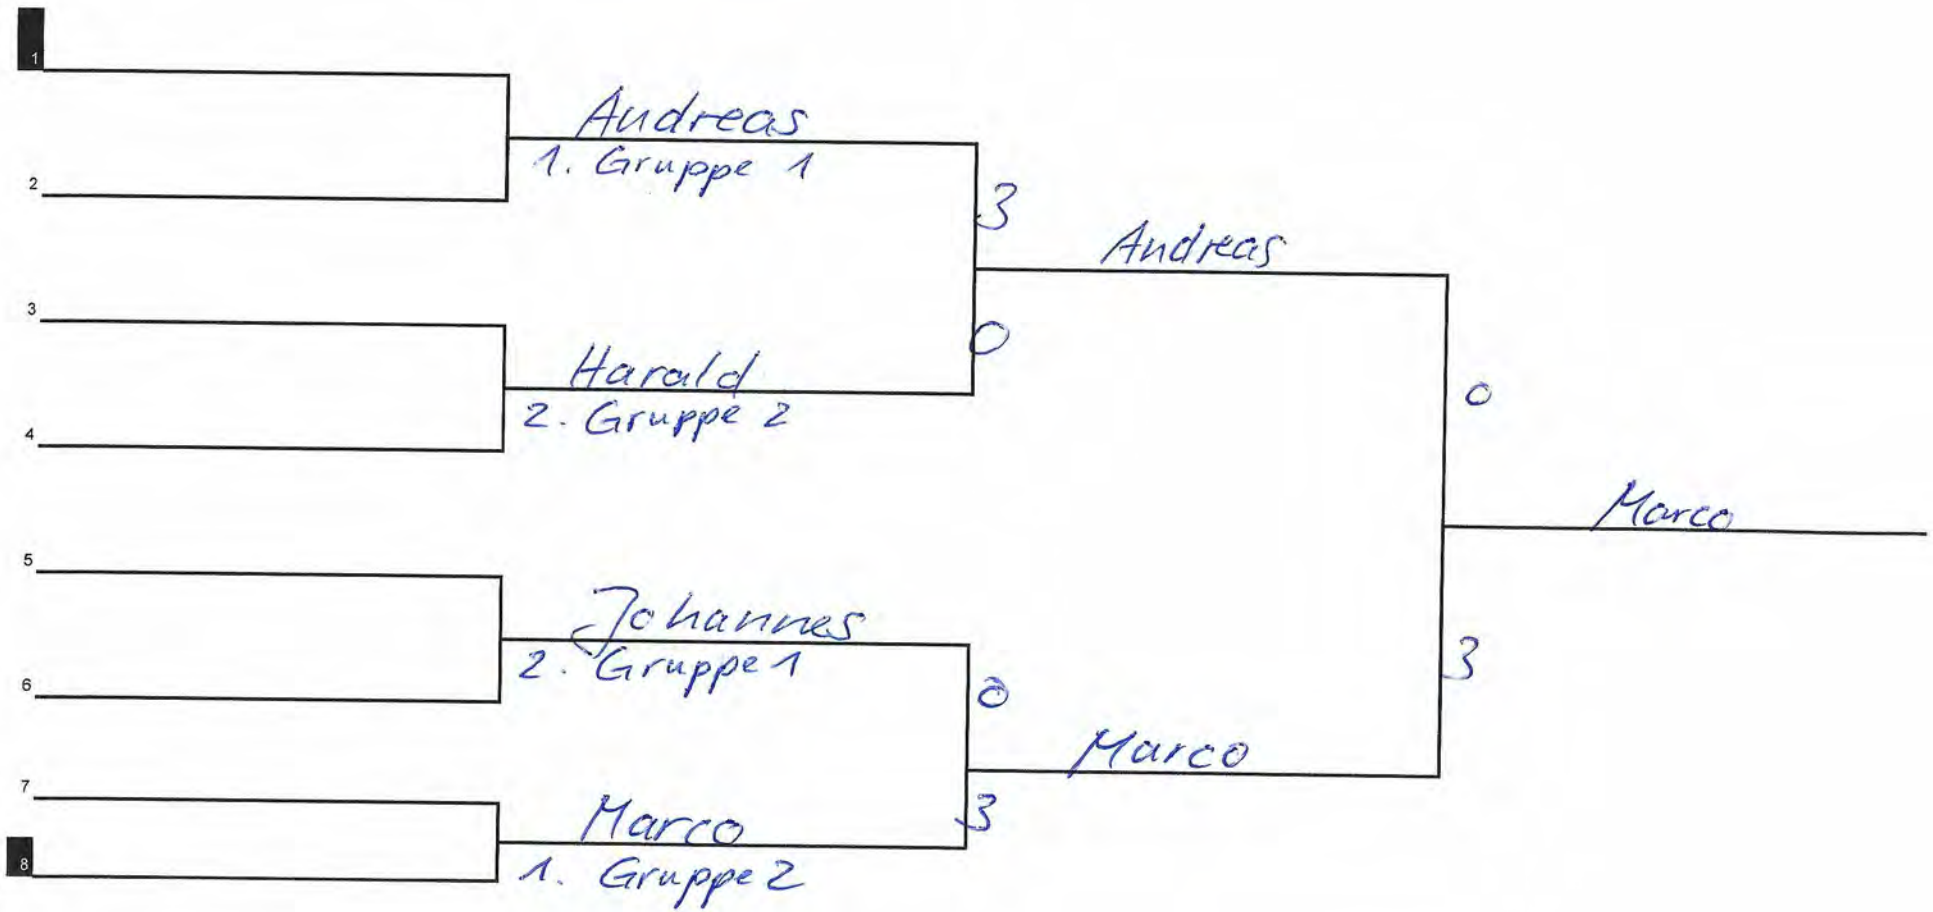 1
Andreas
1. Gruppe 1
2
3
Andreas
3
0
Harald
2. Gruppe 2
0
4
Marco
5
Johannes
2. Gruppe 1
3
6
0
Marco
7
3
Marco
8
1. Gruppe 2